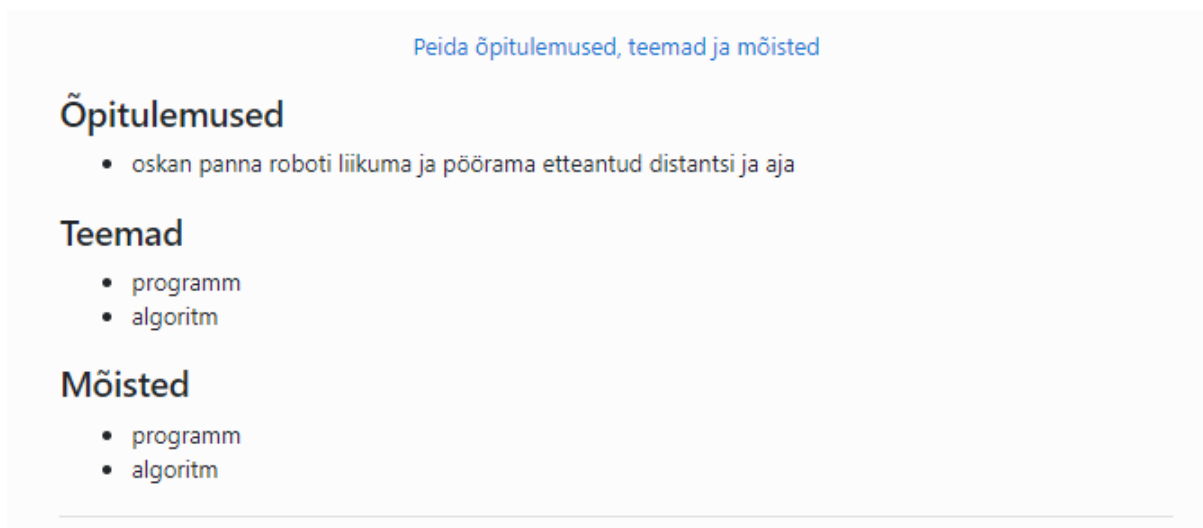 Peida õpitulemused, teemad ja mõisted
Õpitulemused
• oskan panna roboti liikuma ja pöörama etteantud distantsi ja aja
Teemad
• programm
• algoritm
Mõisted
• programm
• algoritm